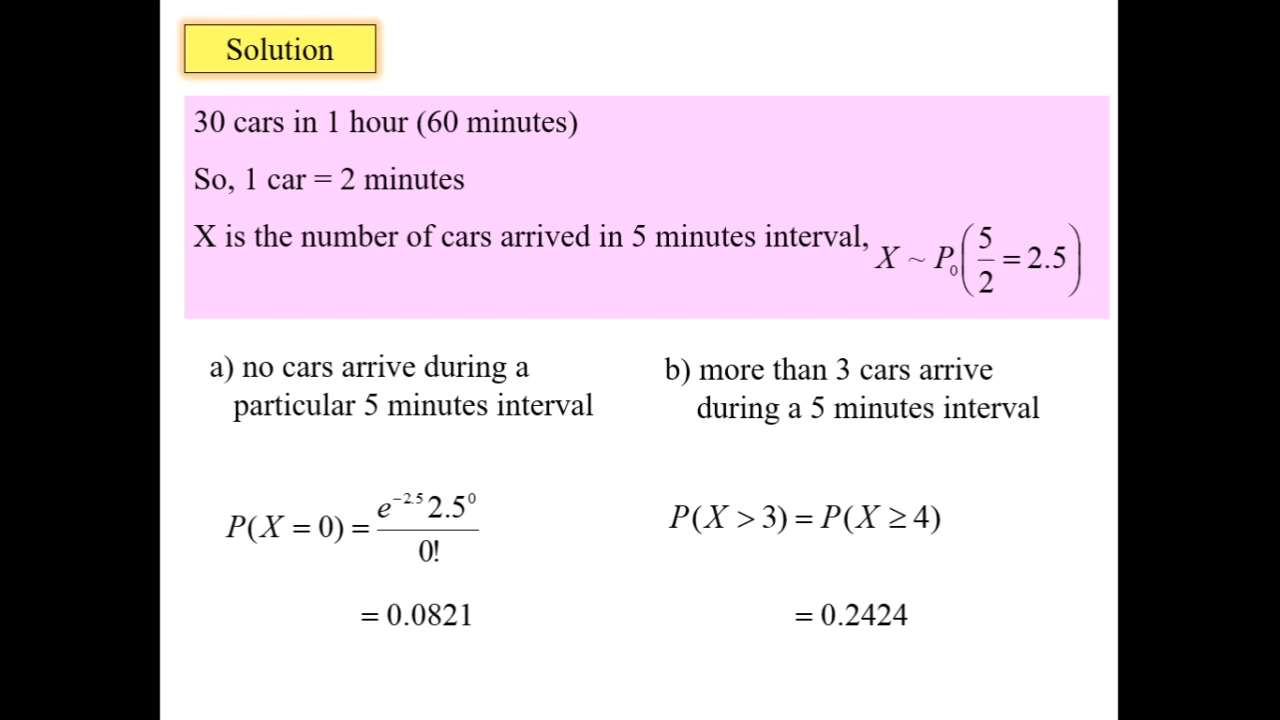 Solution
30 cars in 1 hour (60 minutes)
So, 1 car = 2 minutes
X is the number of cars arrived in 5 minutes interval, X ~ P₀(5/2 = 2.5)
a) no cars arrive during a
particular 5 minutes interval
b) more than 3 cars arrive
during a 5 minutes interval
P(X = 0) = e^−2.5 2.5^0 / 0!
= 0.0821
P(X > 3) = P(X ≥ 4)
= 0.2424